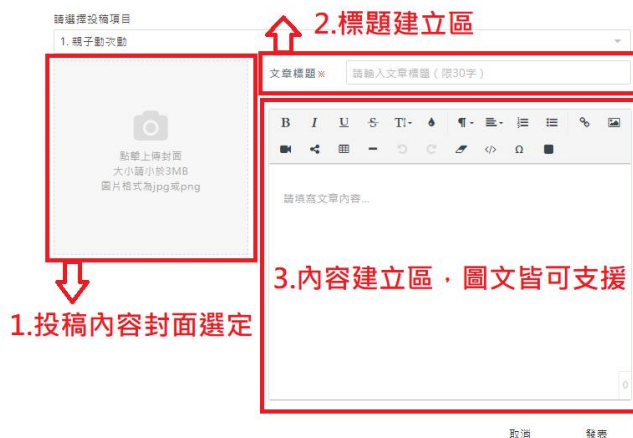 請選擇投稿項目
2.標題建立區
1. 親子動次動
文章標題※
請輸入文章標題（限30字）
B I U S T
點擊上傳封面
大小請小於3MB
圖片格式為jpg或png
請填寫文章內容...
3.內容建立區，圖文皆可支援
1.投稿內容封面選定
0
取消
發表